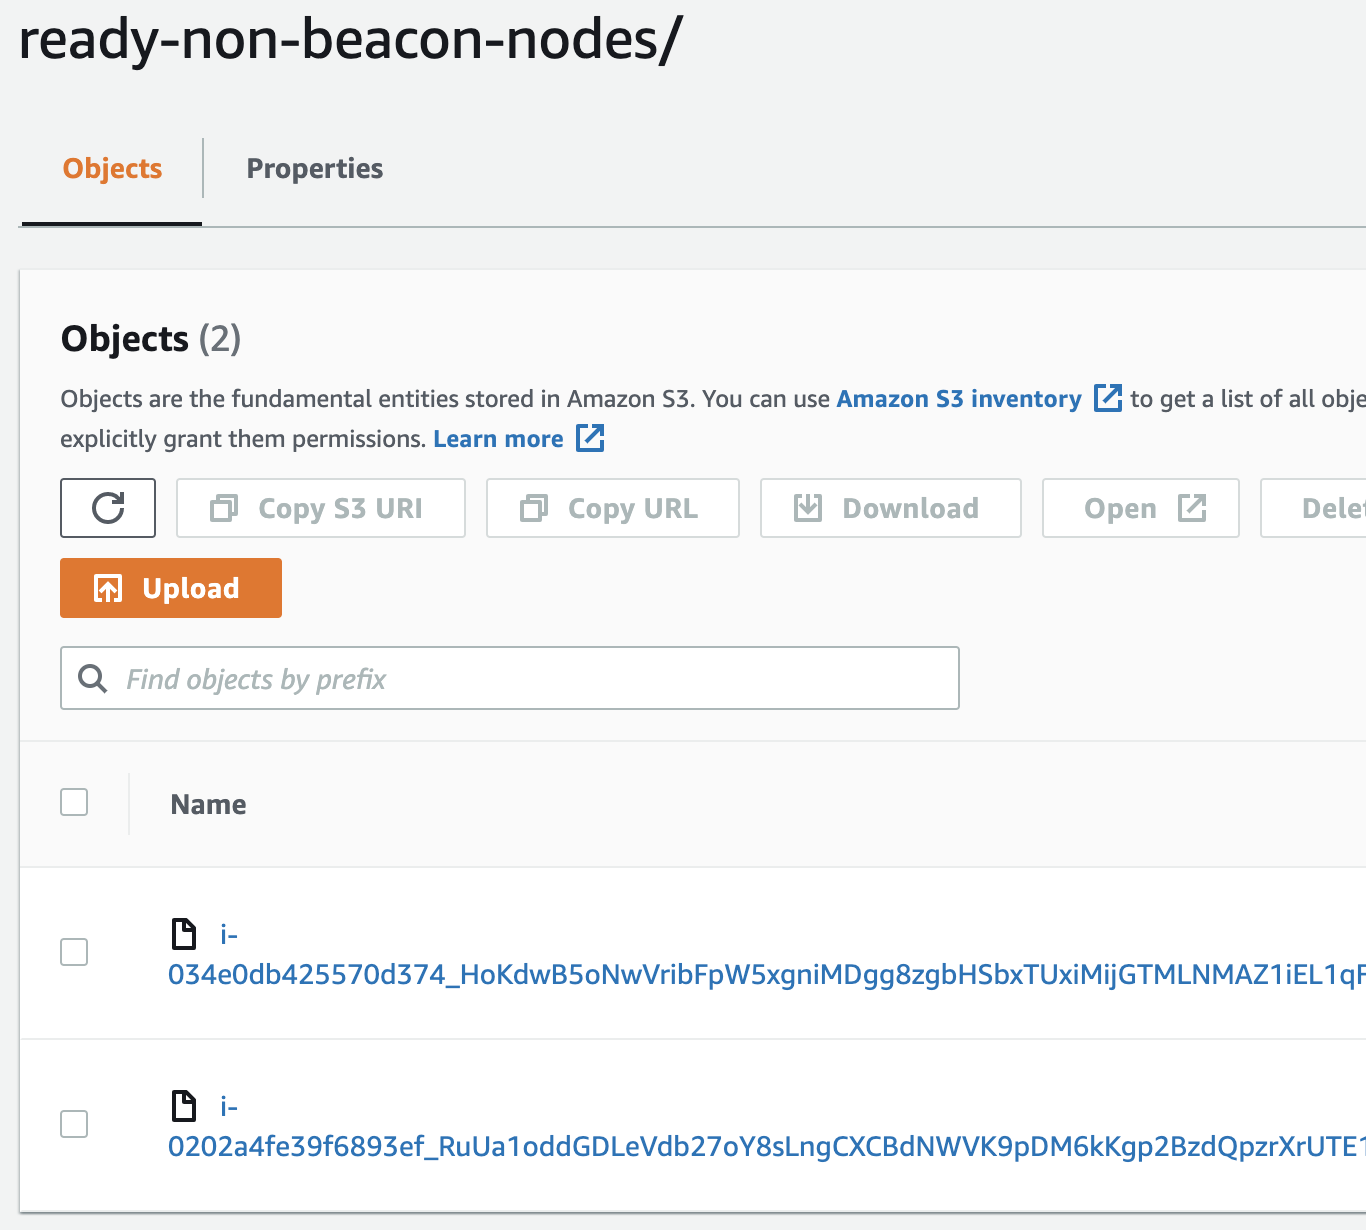 ready-non-beacon-nodes/
Objects
Properties
Objects (2)
Objects are the fundamental entities stored in Amazon S3. You can use Amazon S3 inventory to get a list of all obje
explicitly grant them permissions. Learn more
Copy S3 URI
Copy URL
Download
Open
Delet
Upload
Find objects by prefix
Name
i-
034e0db425570d374_HoKdwB5oNwVribFpW5xgniMDgg8zgbHSbxTUxiMijGTMLNMAZ1iEL1qF
i-
0202a4fe39f6893ef_RuUa1oddGDLeVdb27oY8sLngCXCBdNWVK9pDM6kKgp2BzdQpzrXrUTE1